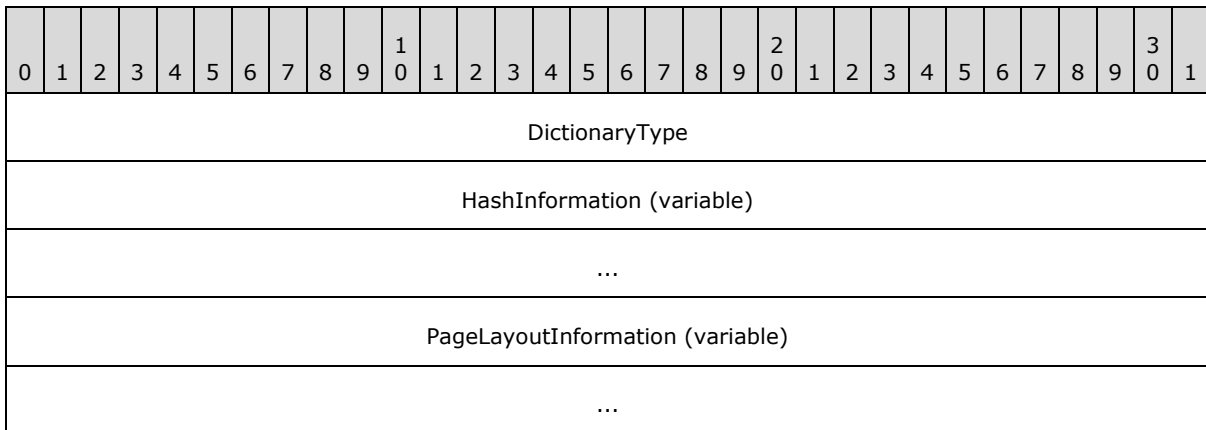 0 1 2 3 4 5 6 7 8 9 1 0 1 2 3 4 5 6 7 8 9 2 0 1 2 3 4 5 6 7 8 9 3 0 1
DictionaryType
HashInformation (variable)
...
PageLayoutInformation (variable)
...